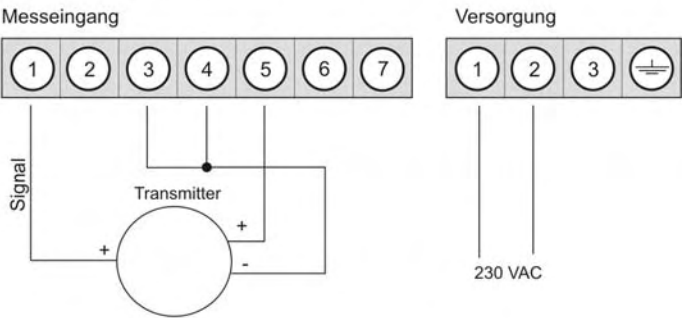 Messeingang
Versorgung
1 2 3 4 5 6 7
1 2 3
Signal
Transmitter
+
+
-
230 VAC